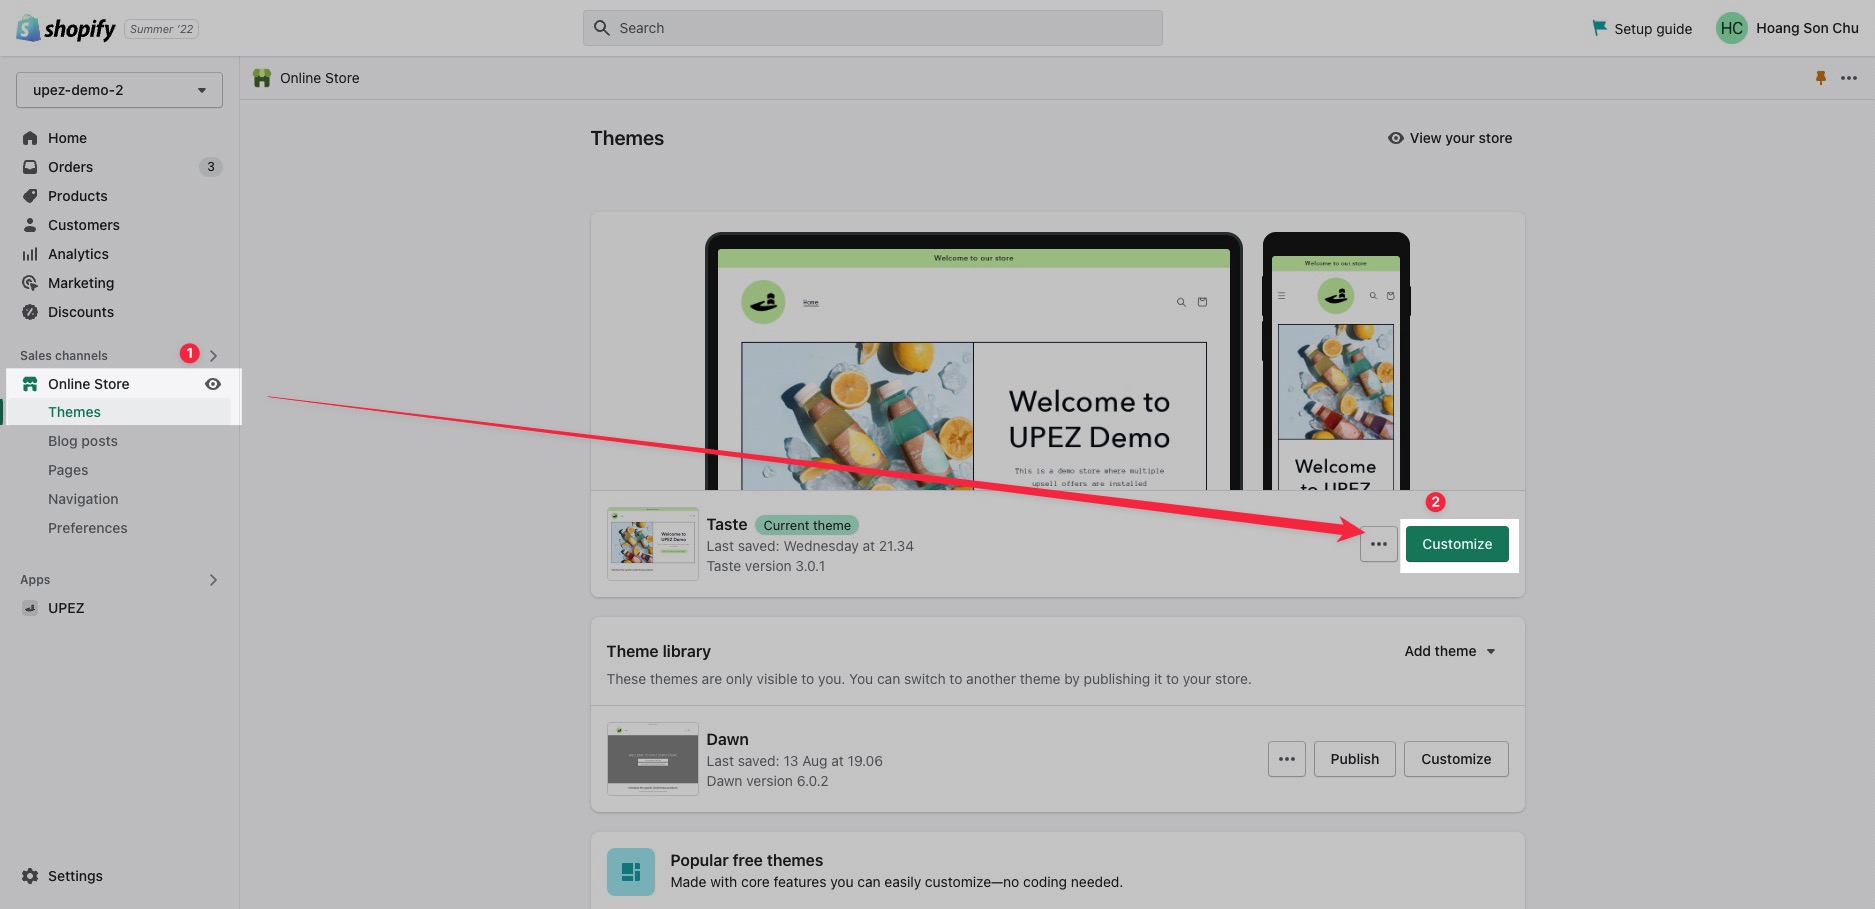 shopify
Summer '22
Search
Setup guide
HC
Hoang Son Chu
upez-demo-2
Home
Orders
3
Products
Customers
Analytics
Marketing
Discounts
Sales channels
1
Online Store
Themes
Blog posts
Pages
Navigation
Preferences
Apps
UPEZ
Settings
Online Store
Themes
View your store
Welcome to our store
Home
Welcome to
UPEZ Demo
This is a demo store where multiple
upsell offers are installed
Welcome to our store
Welcome
to UPEZ
2
Taste
Current theme
Last saved: Wednesday at 21.34
Taste version 3.0.1
Customize
Theme library
Add theme
These themes are only visible to you. You can switch to another theme by publishing it to your store.
Dawn
Last saved: 13 Aug at 19.06
Dawn version 6.0.2
Publish
Customize
Popular free themes
Made with core features you can easily customize—no coding needed.